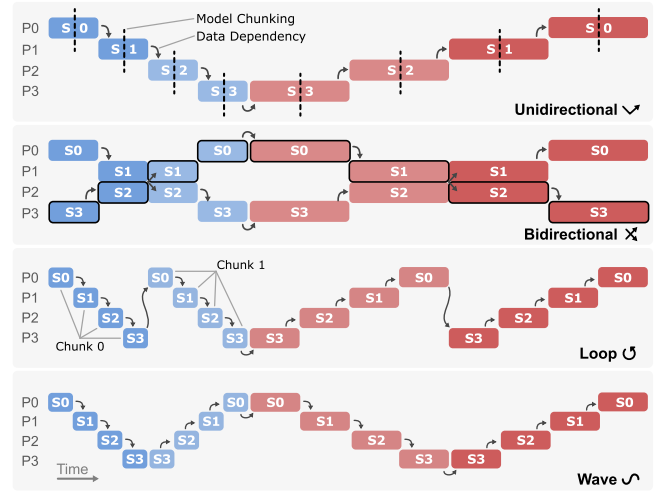 P0 S 0 S 0
Model Chunking
P1 S 1 Data Dependency S 1
P2 S 2 S 2
P3 S 3 S 3
Unidirectional
P0 S0 S0 S0 S0
P1 S1 S1 S1 S1
P2 S2 S2 S2 S2
P3 S3 S3 S3 S3
Bidirectional
P0 S0 S0 Chunk 1 S0 S0
P1 S1 S1 S1 S1
P2 S2 S2 S2 S2
P3 S3 S3 S3 S3
Chunk 0
Loop
P0 S0 S0 S0 S0
P1 S1 S1 S1 S1
P2 S2 S2 S2 S2
P3 S3 S3 S3 S3
Time
Wave